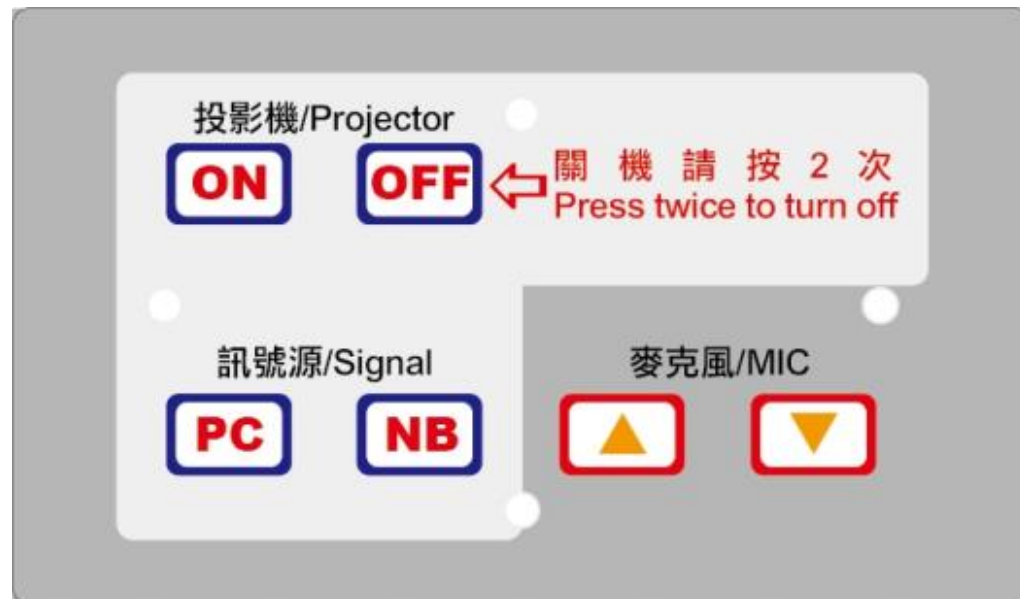 投影機/Projector
ON OFF
關機請按2次
Press twice to turn off
訊號源/Signal
PC NB
麥克風/MIC